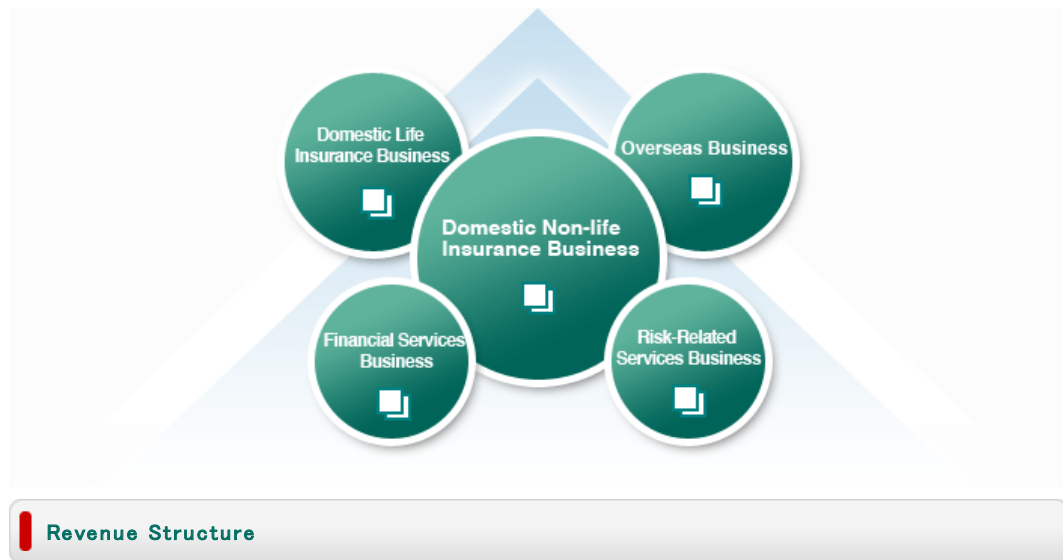 Domestic Life
Insurance Business
Overseas Business
Domestic Non-life
Insurance Business
Financial Services
Business
Risk-Related
Services Business
Revenue Structure